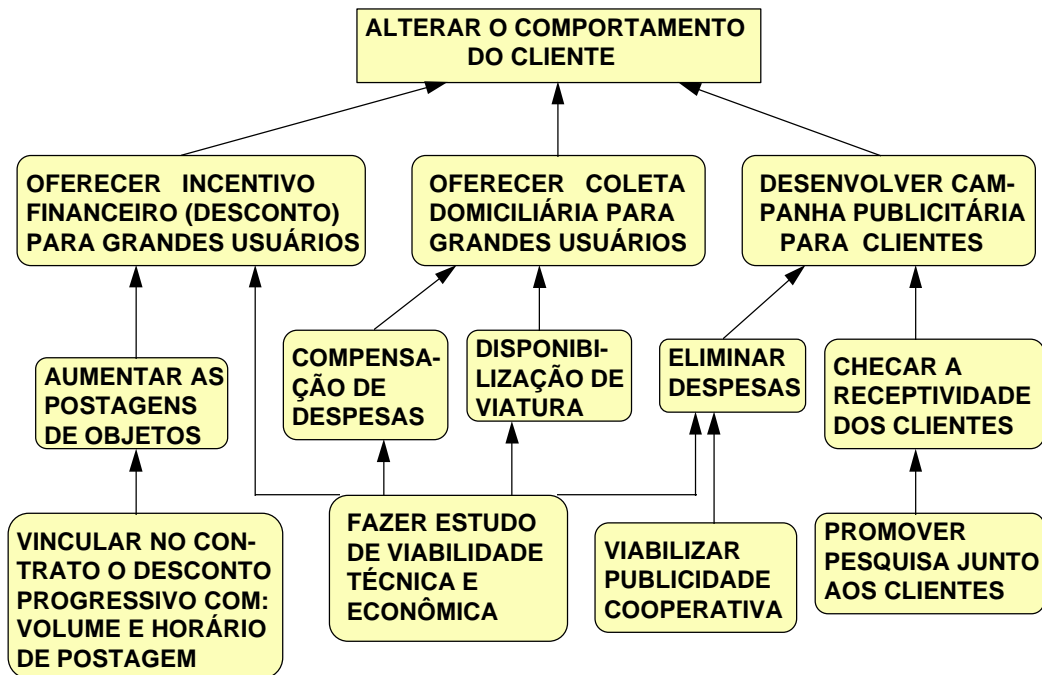 ALTERAR O COMPORTAMENTO
DO CLIENTE
OFERECER INCENTIVO
FINANCEIRO (DESCONTO)
PARA GRANDES USUÁRIOS
OFERECER COLETA
DOMICILIÁRIA PARA
GRANDES USUÁRIOS
DESENVOLVER CAM-
PANHA PUBLICITÁRIA
PARA CLIENTES
AUMENTAR AS
POSTAGENS
DE OBJETOS
COMPENSA-
ÇÃO DE
DESPESAS
DISPONIBI-
LIZAÇÃO DE
VIATURA
ELIMINAR
DESPESAS
CHECAR A
RECEPTIVIDADE
DOS CLIENTES
VINCULAR NO CON-
TRATO O DESCONTO
PROGRESSIVO COM:
VOLUME E HORÁRIO
DE POSTAGEM
FAZER ESTUDO
DE VIABILIDADE
TÉCNICA E
ECONÔMICA
VIABILIZAR
PUBLICIDADE
COOPERATIVA
PROMOVER
PESQUISA JUNTO
AOS CLIENTES